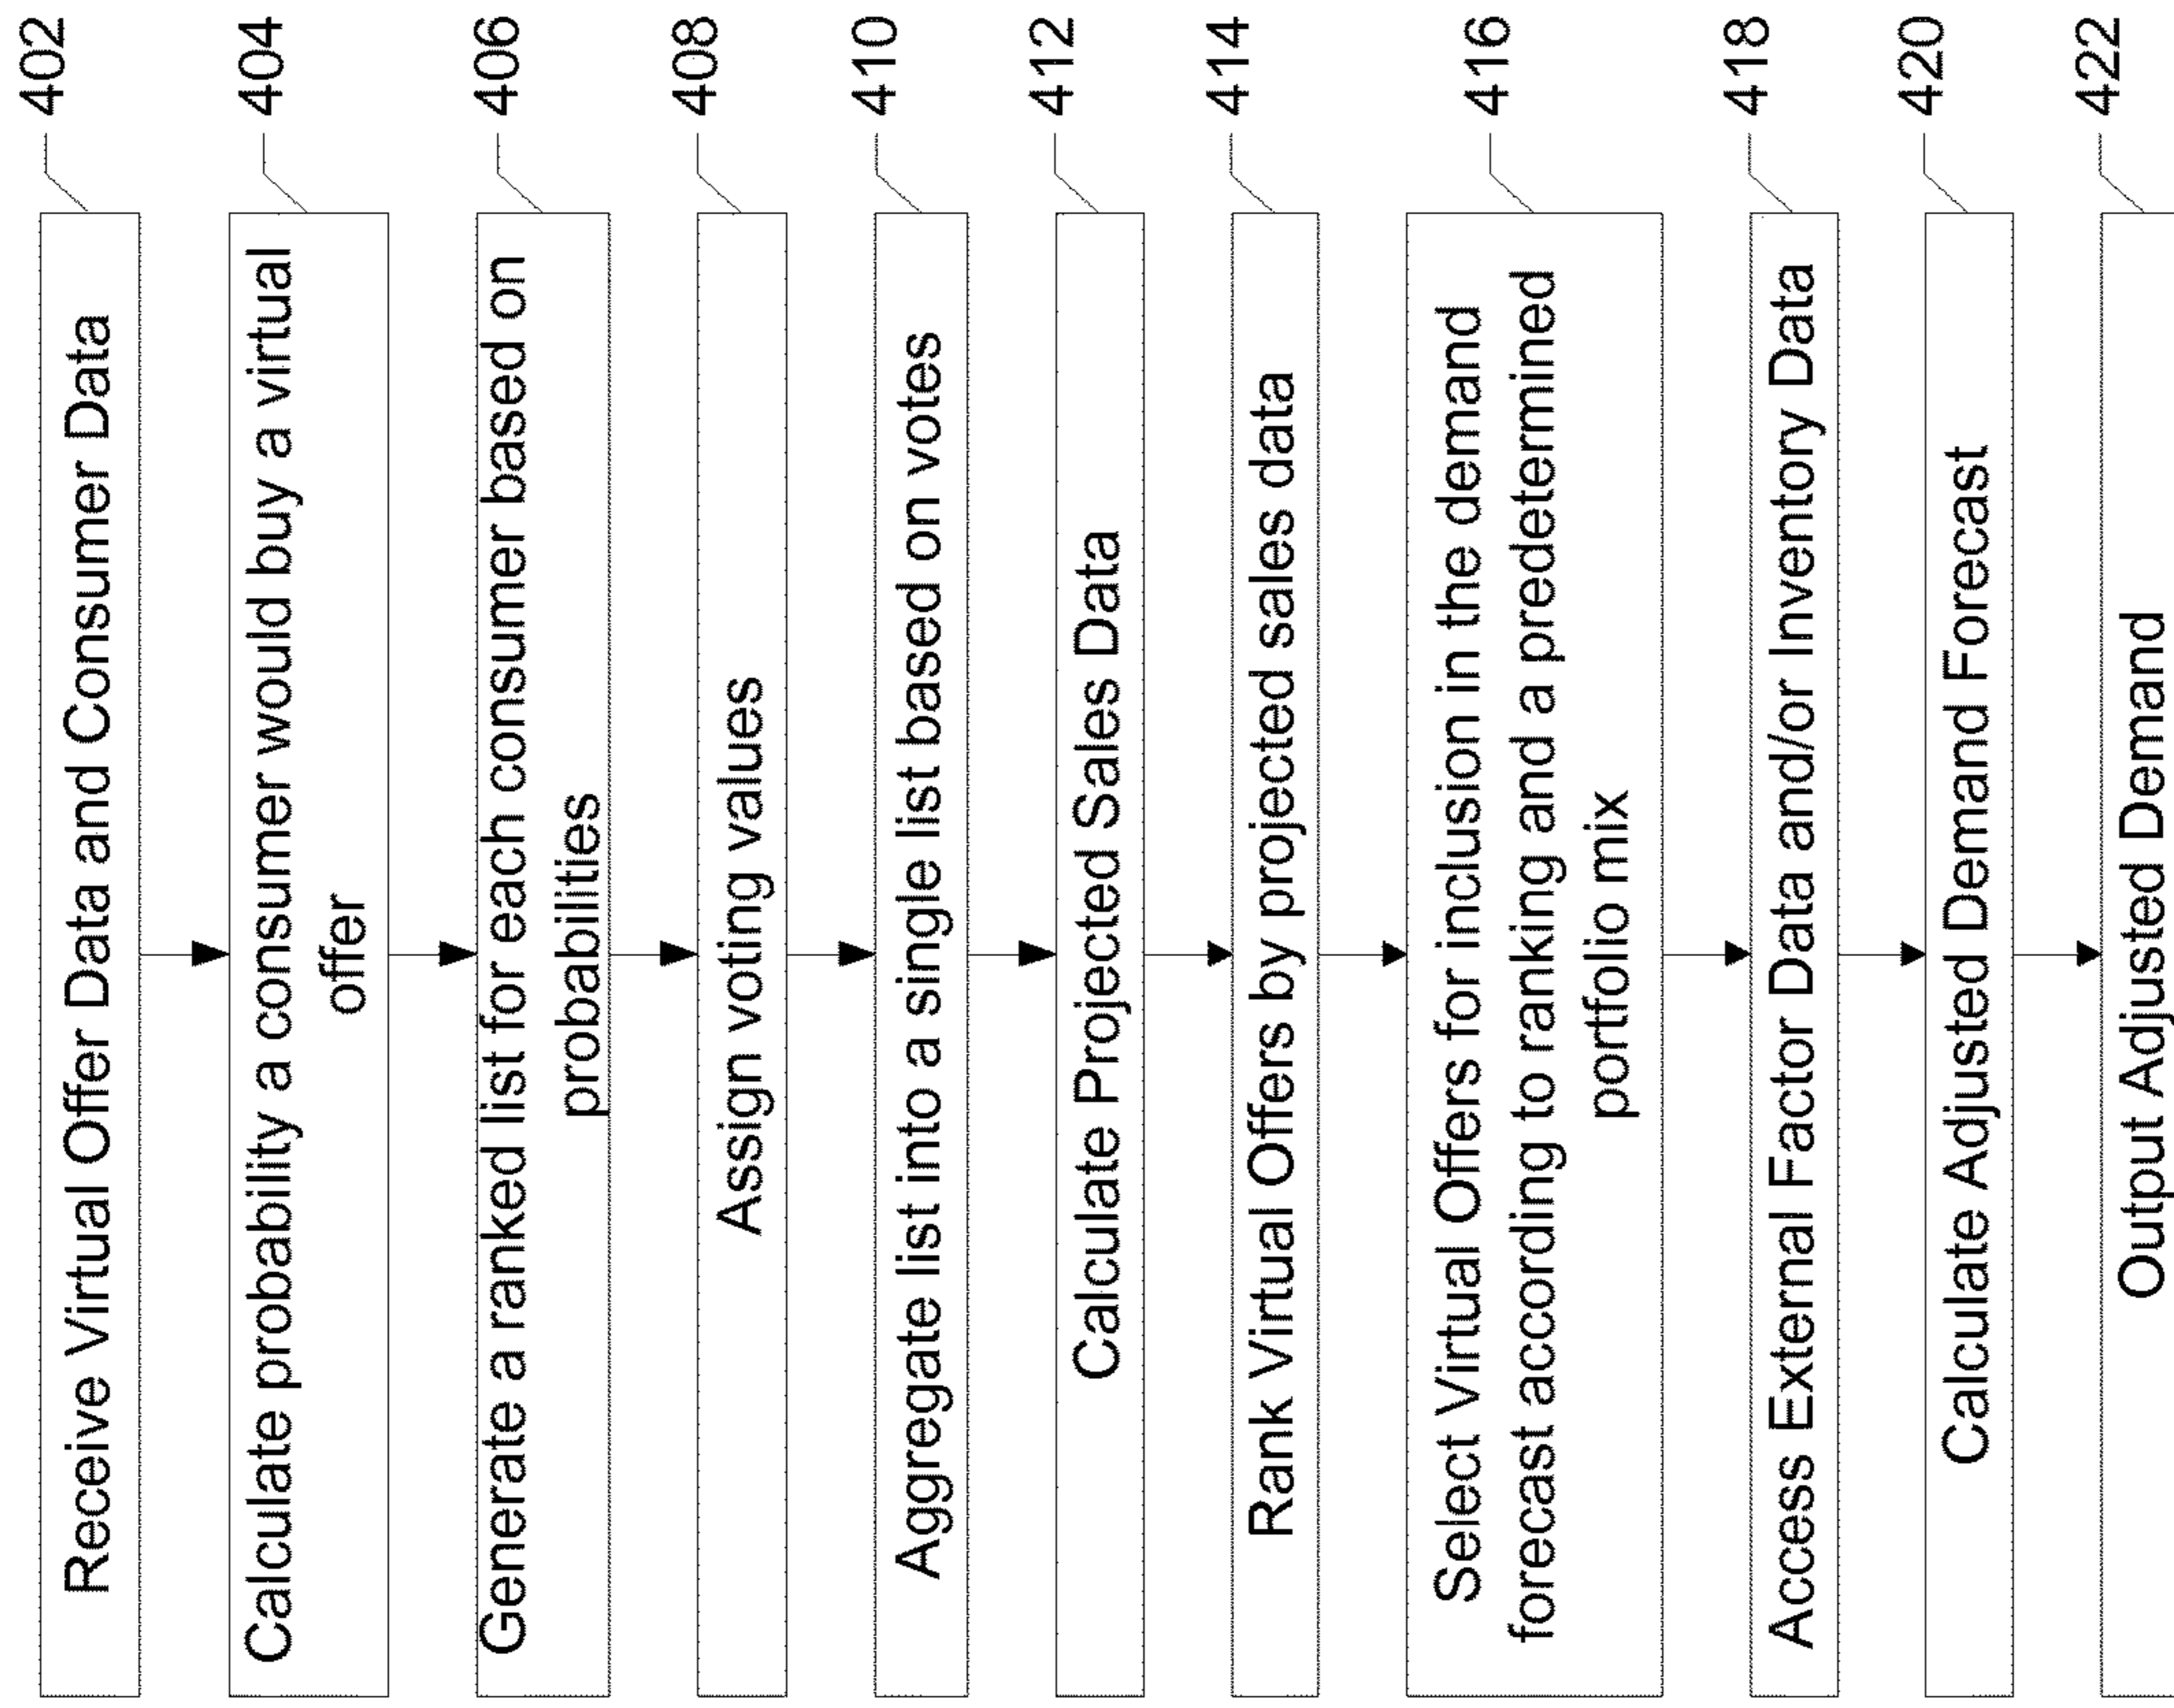 402
Receive Virtual Offer Data and Consumer Data
404
Calculate probability a consumer would buy a virtual
offer
406
Generate a ranked list for each consumer based on
probabilities
408
Assign voting values
410
Aggregate list into a single list based on votes
412
Calculate Projected Sales Data
414
Rank Virtual Offers by projected sales data
416
Select Virtual Offers for inclusion in the demand
forecast according to ranking and a predetermined
portfolio mix
418
Access External Factor Data and/or Inventory Data
420
Calculate Adjusted Demand Forecast
422
Output Adjusted Demand